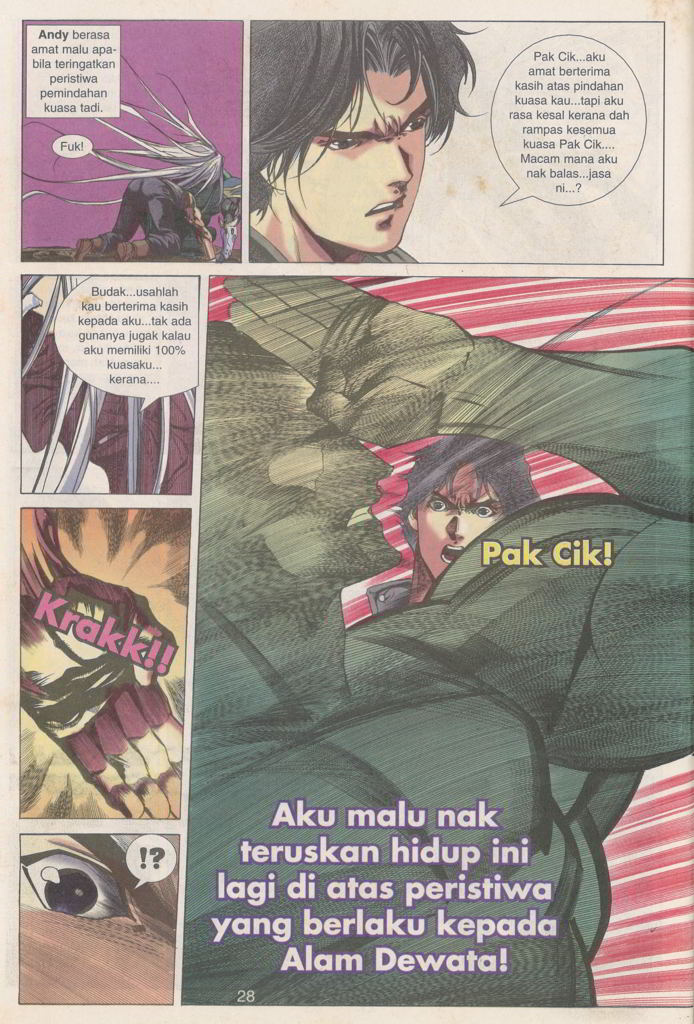 Andy berasa
amat malu apa-
bila teringatkan
peristiwa
pemindahan
kuasa tadi.
Fuk!
Pak Cik...aku
amat berterima
kasih atas pindahan
kuasa kau...tapi aku
rasa kesal kerana dah
rampas kesemua
kuasa Pak Cik....
Macam mana aku
nak balas...jasa
ni...?
Budak...usahlah
kau berterima kasih
kepada aku...tak ada
gunanya jugak kalau
aku memiliki 100%
kuasaku...
kerana....
Pak Cik!
Krakk!!
!?
Aku malu nak
teruskan hidup ini
lagi di atas peristiwa
yang berlaku kepada
Alam Dewata!
28